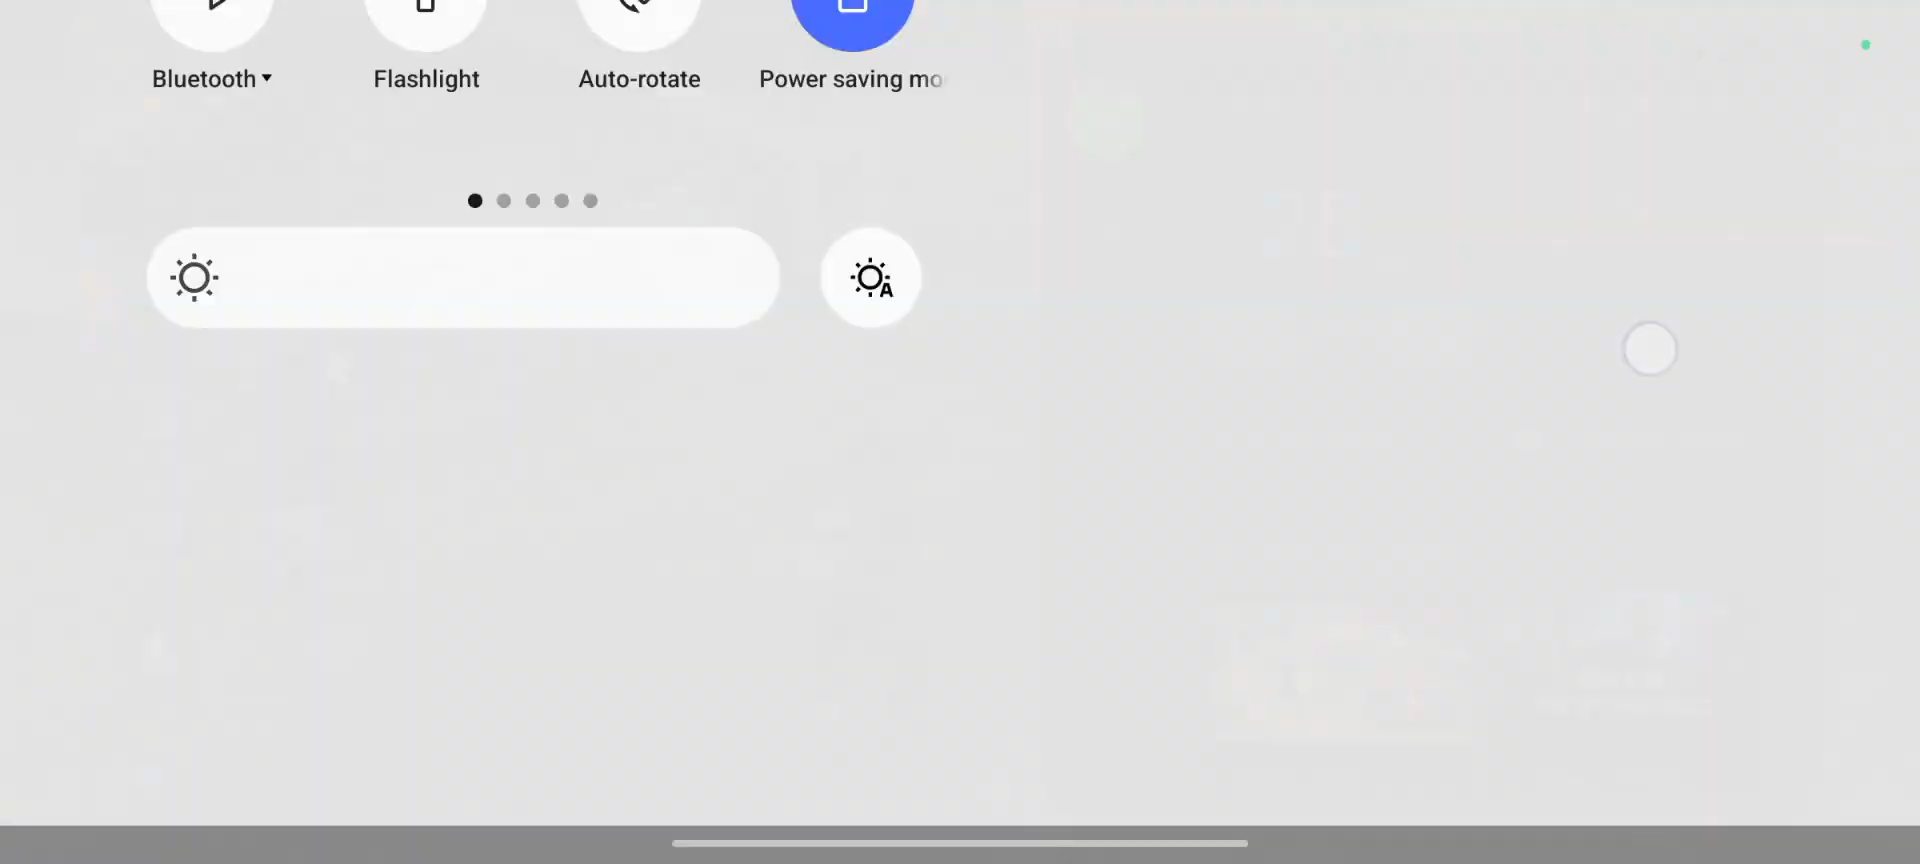 Bluetooth
Flashlight
Auto-rotate
Power saving mo
A